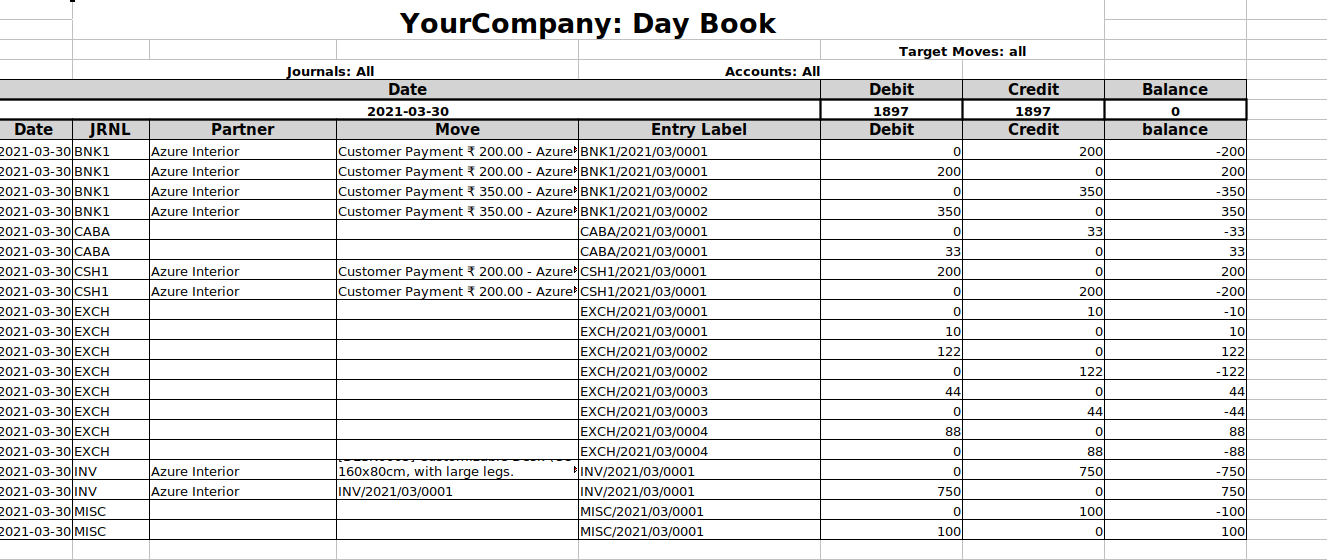 YourCompany: Day Book
Target Moves: all
Journals: All Accounts: All
Date Debit Credit Balance
2021-03-30 1897 1897 0
Date JRNL Partner Move Entry Label Debit Credit balance
2021-03-30 BNK1 Azure Interior Customer Payment ₹ 200.00 - Azure BNK1/2021/03/0001 0 200 -200
2021-03-30 BNK1 Azure Interior Customer Payment ₹ 200.00 - Azure BNK1/2021/03/0001 200 0 200
2021-03-30 BNK1 Azure Interior Customer Payment ₹ 350.00 - Azure BNK1/2021/03/0002 0 350 -350
2021-03-30 BNK1 Azure Interior Customer Payment ₹ 350.00 - Azure BNK1/2021/03/0002 350 0 350
2021-03-30 CABA CABA/2021/03/0001 0 33 -33
2021-03-30 CABA CABA/2021/03/0001 33 0 33
2021-03-30 CSH1 Azure Interior Customer Payment ₹ 200.00 - Azure CSH1/2021/03/0001 200 0 200
2021-03-30 CSH1 Azure Interior Customer Payment ₹ 200.00 - Azure CSH1/2021/03/0001 0 200 -200
2021-03-30 EXCH EXCH/2021/03/0001 0 10 -10
2021-03-30 EXCH EXCH/2021/03/0001 10 0 10
2021-03-30 EXCH EXCH/2021/03/0002 122 0 122
2021-03-30 EXCH EXCH/2021/03/0002 0 122 -122
2021-03-30 EXCH EXCH/2021/03/0003 44 0 44
2021-03-30 EXCH EXCH/2021/03/0003 0 44 -44
2021-03-30 EXCH EXCH/2021/03/0004 88 0 88
2021-03-30 EXCH EXCH/2021/03/0004 0 88 -88
2021-03-30 INV Azure Interior 160x80cm, with large legs. INV/2021/03/0001 0 750 -750
2021-03-30 INV Azure Interior INV/2021/03/0001 INV/2021/03/0001 750 0 750
2021-03-30 MISC MISC/2021/03/0001 0 100 -100
2021-03-30 MISC MISC/2021/03/0001 100 0 100